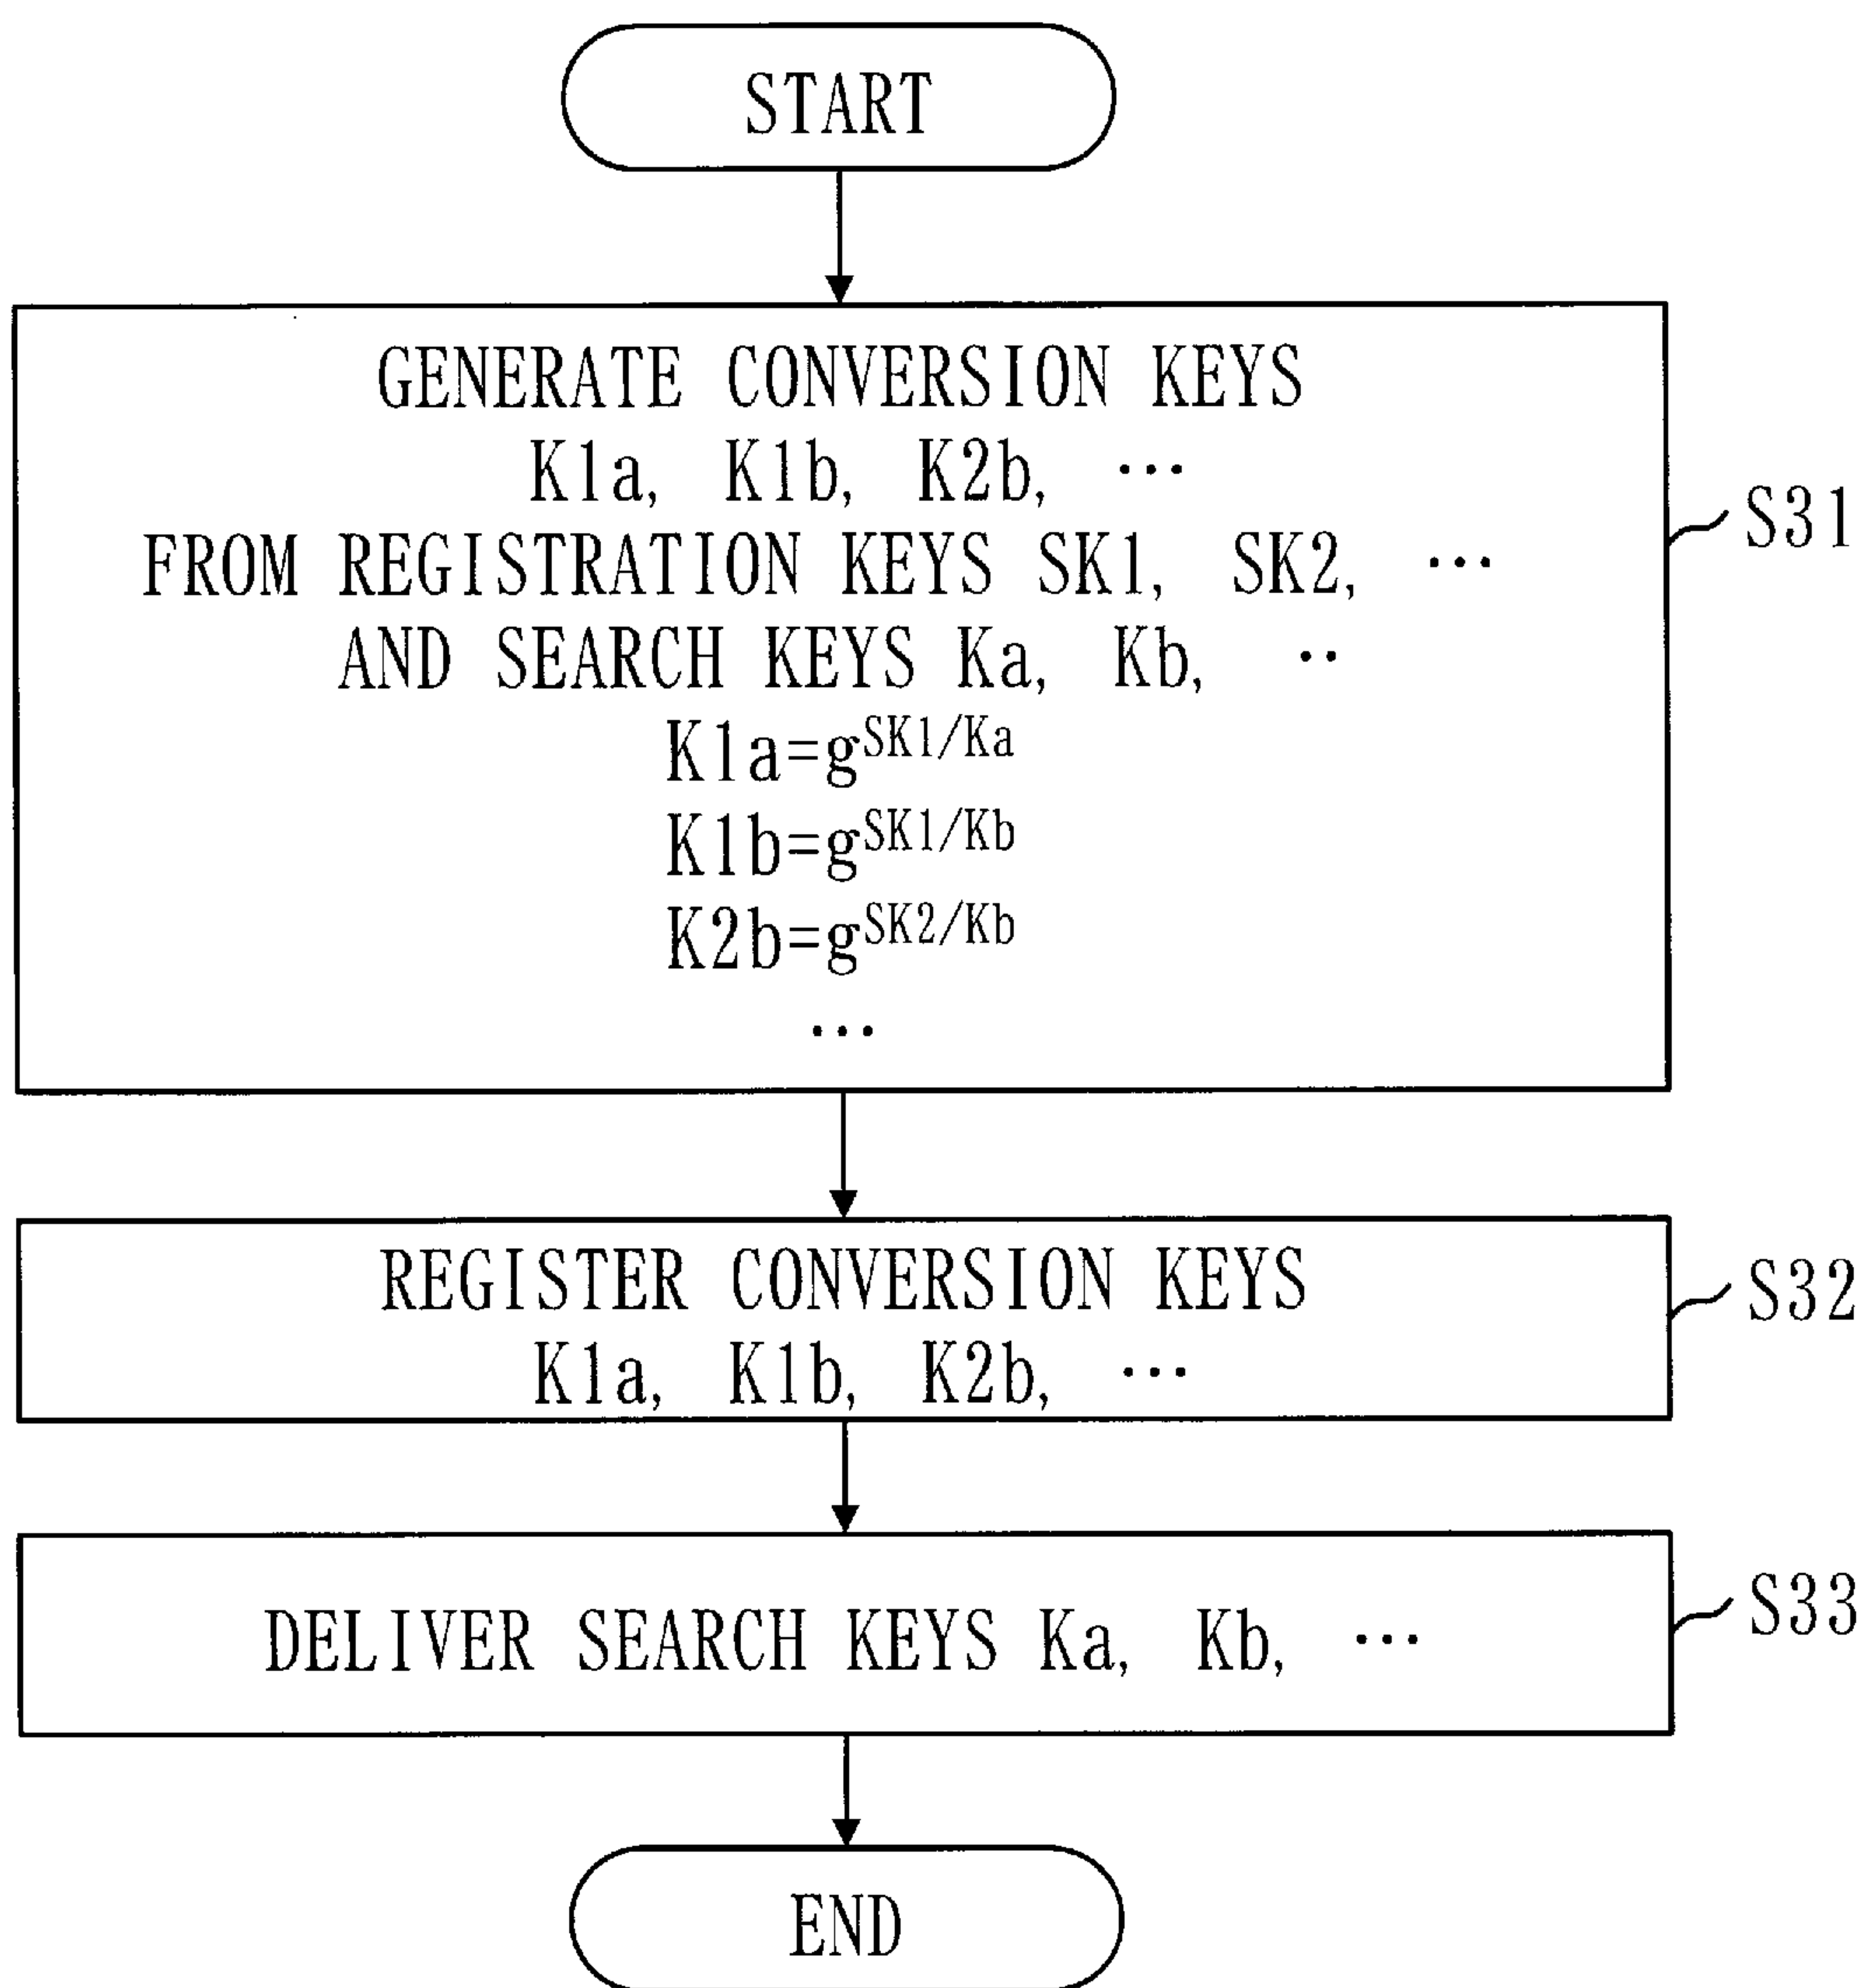 START
GENERATE CONVERSION KEYS
K1a, K1b, K2b, ···
FROM REGISTRATION KEYS SK1, SK2, ···
AND SEARCH KEYS Ka, Kb, ··
K1a=g^SK1/Ka
K1b=g^SK1/Kb
K2b=g^SK2/Kb
···
S31
REGISTER CONVERSION KEYS
K1a, K1b, K2b, ···
S32
DELIVER SEARCH KEYS Ka, Kb, ···
S33
END